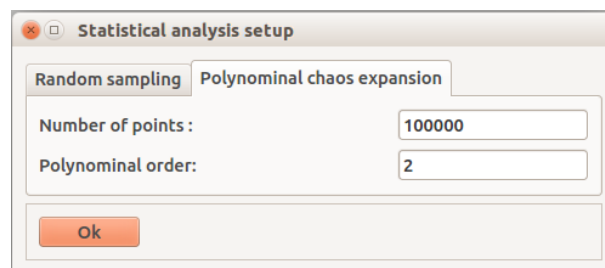 Statistical analysis setup
Random sampling Polynominal chaos expansion
Number of points : 100000
Polynominal order: 2
Ok